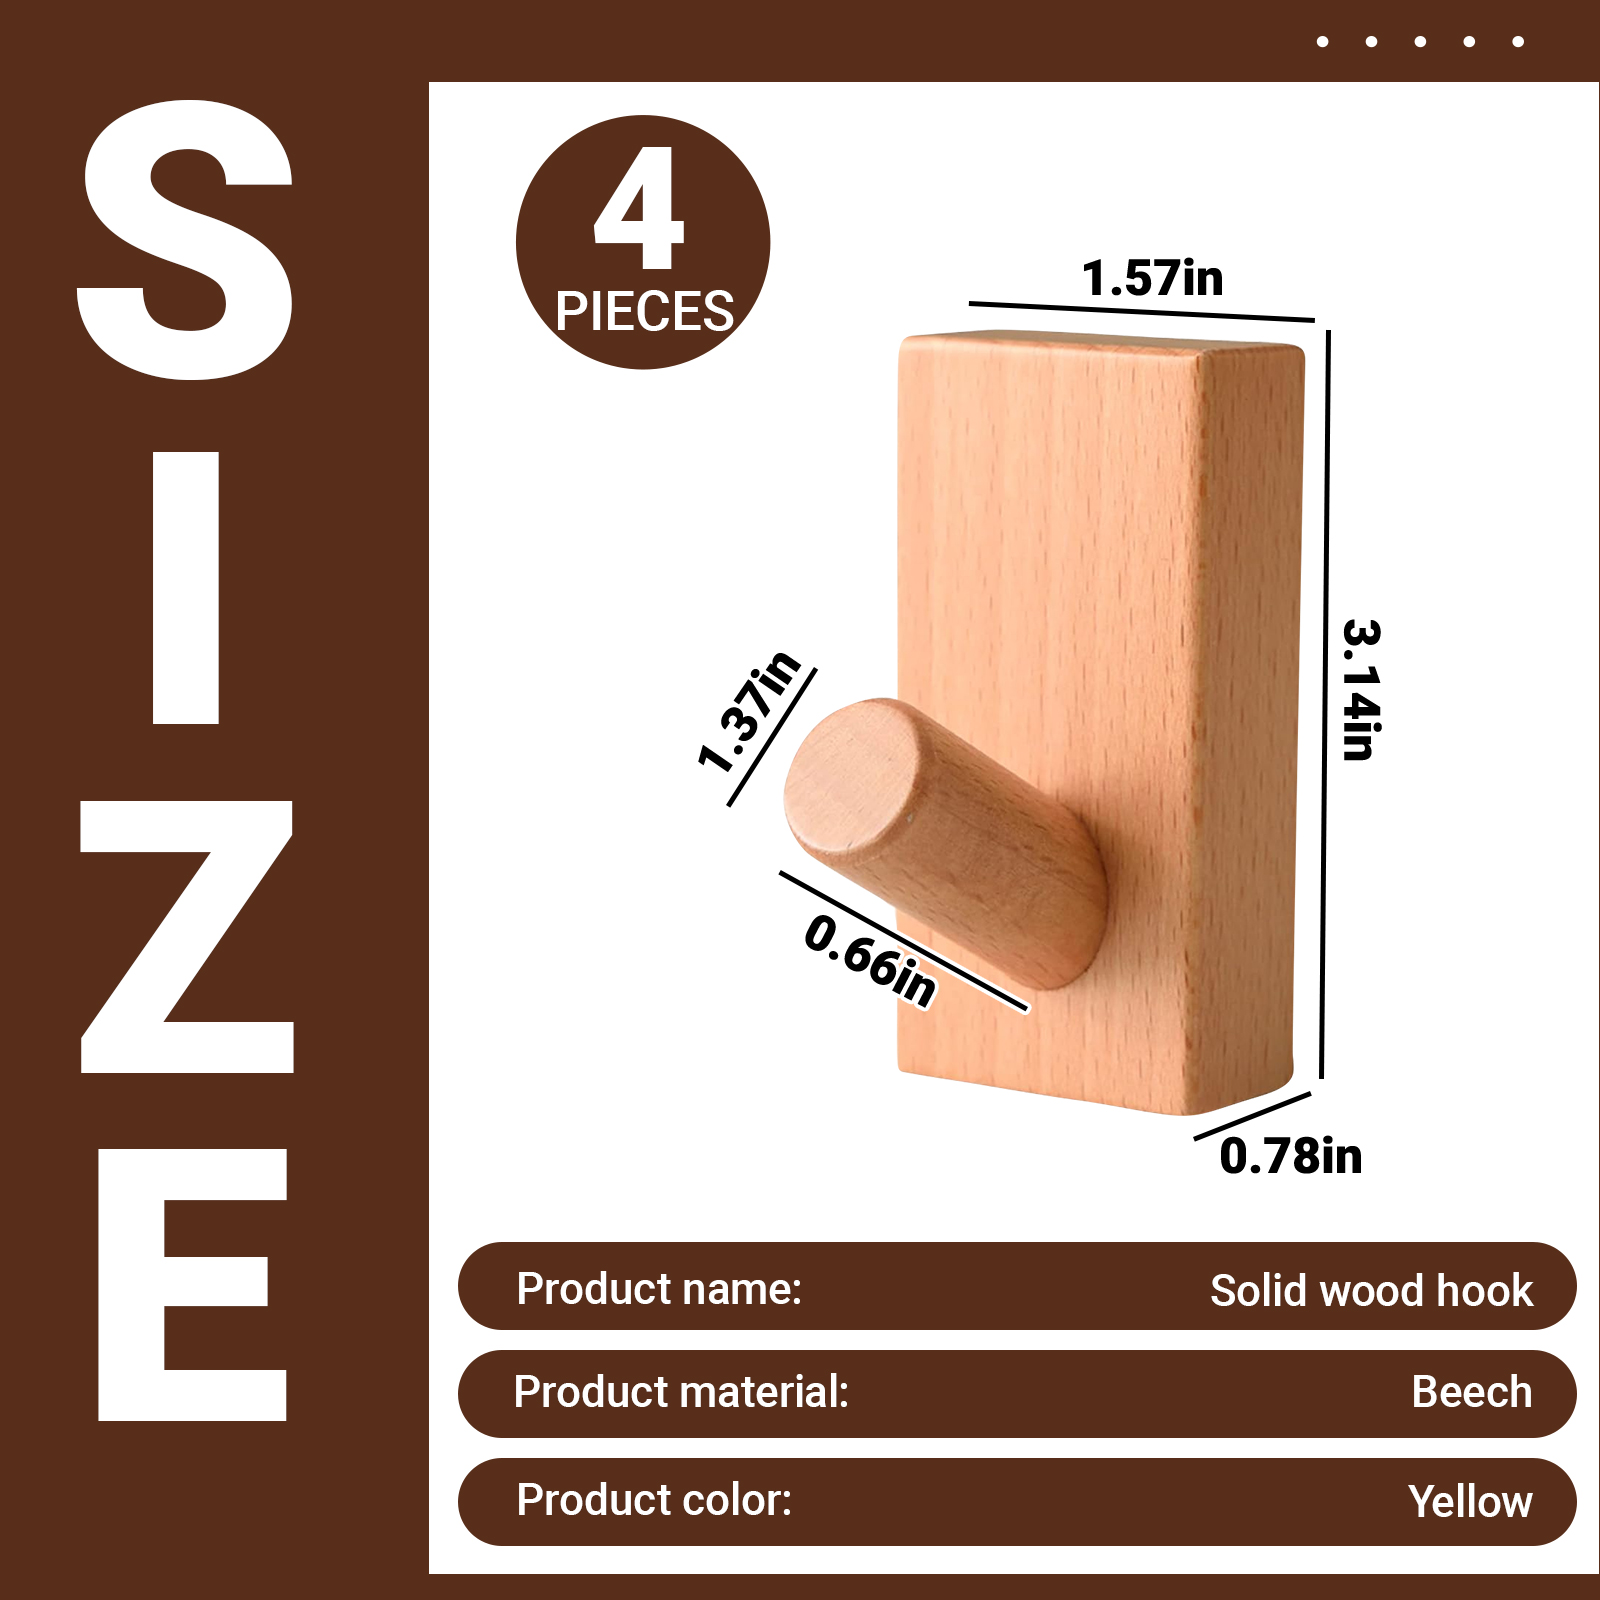 SIZE
4
PIECES
1.57in
3.14in
1.37in
0.66in
0.78in
Product name: Solid wood hook
Product material: Beech
Product color: Yellow